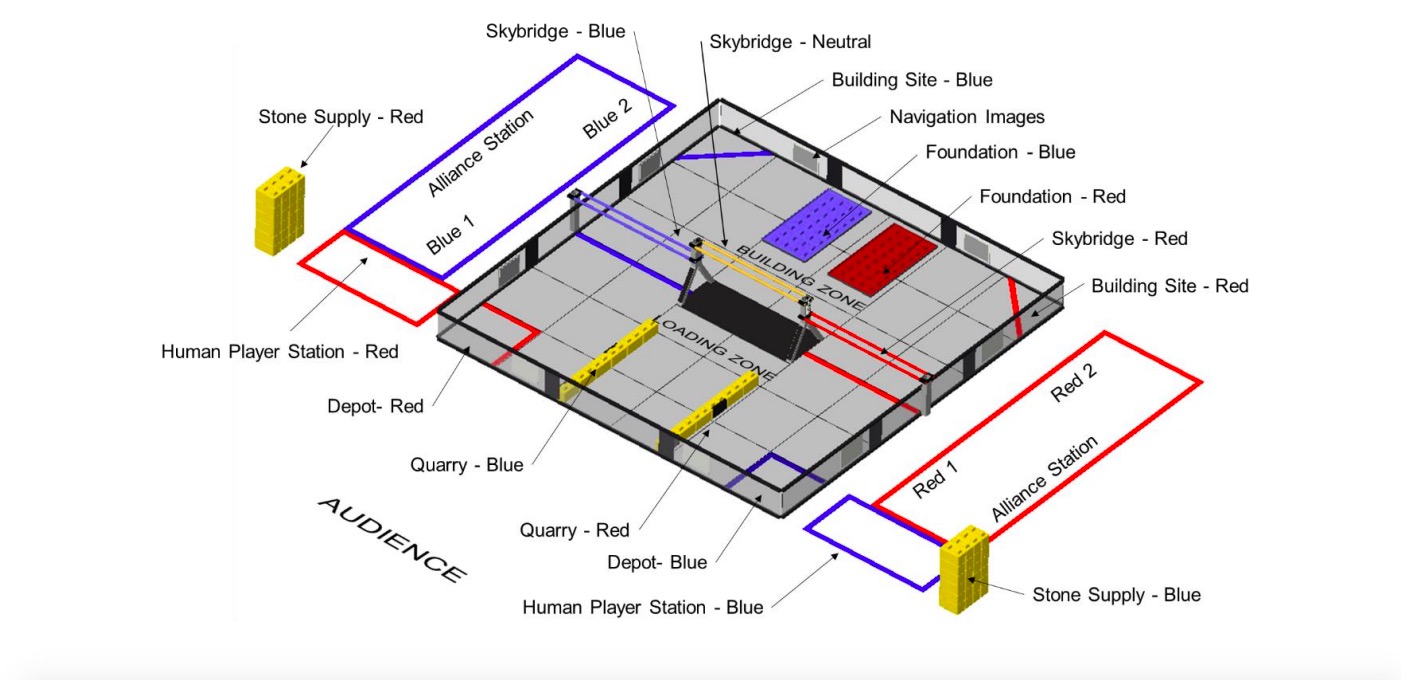 Skybridge - Blue
Skybridge - Neutral
Building Site - Blue
Stone Supply - Red
Navigation Images
Alliance Station
Blue 2
Foundation - Blue
Foundation - Red
Blue 1
Skybridge - Red
BUILDING ZONE
Building Site - Red
LOADING ZONE
Human Player Station - Red
Depot- Red
Red 2
Quarry - Blue
Red 1
Alliance Station
AUDIENCE
Quarry - Red
Depot- Blue
Human Player Station - Blue
Stone Supply - Blue